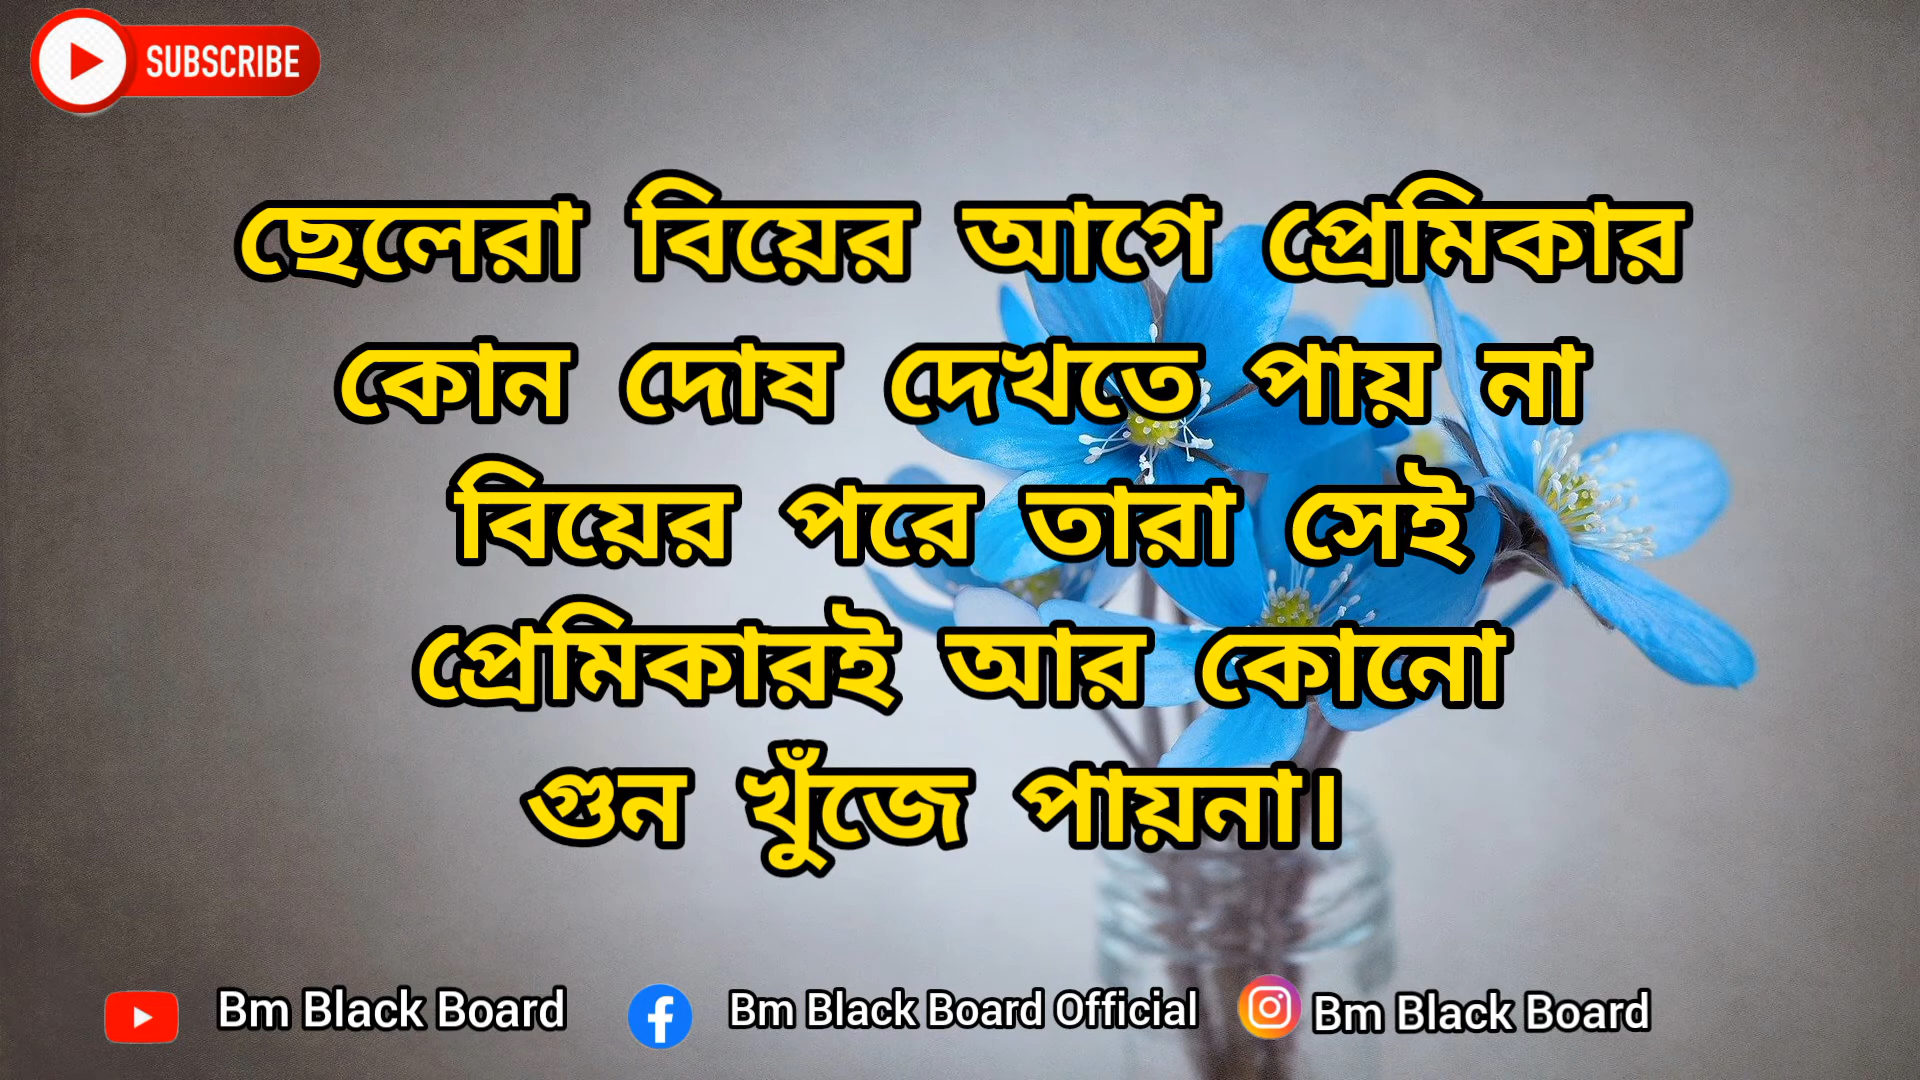 SUBSCRIBE
ছেলেরা বিয়ের আগে প্রেমিকার
কোন দোষ দেখতে পায় না
বিয়ের পরে তারা সেই
প্রেমিকারই আর কোনো
গুন খুঁজে পায়না।
Bm Black Board Bm Black Board Official Bm Black Board